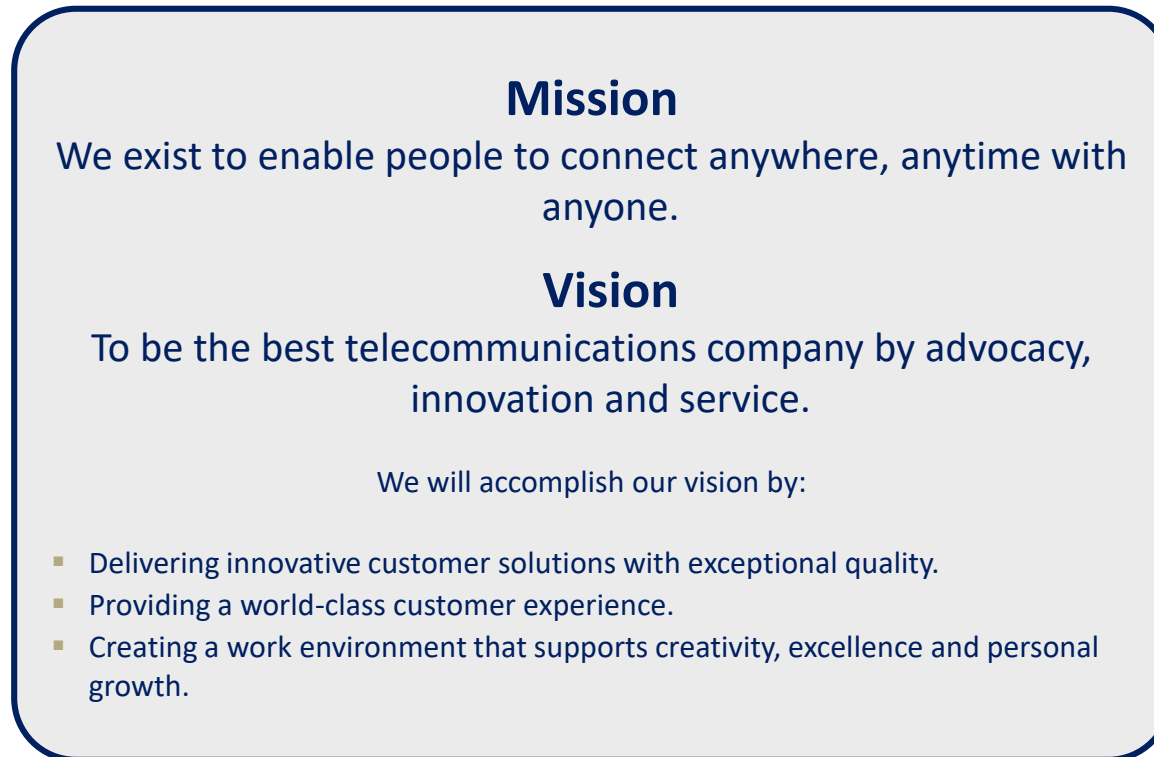 Mission
We exist to enable people to connect anywhere, anytime with
anyone.
Vision
To be the best telecommunications company by advocacy,
innovation and service.
We will accomplish our vision by:
▪ Delivering innovative customer solutions with exceptional quality.
▪ Providing a world-class customer experience.
▪ Creating a work environment that supports creativity, excellence and personal
growth.